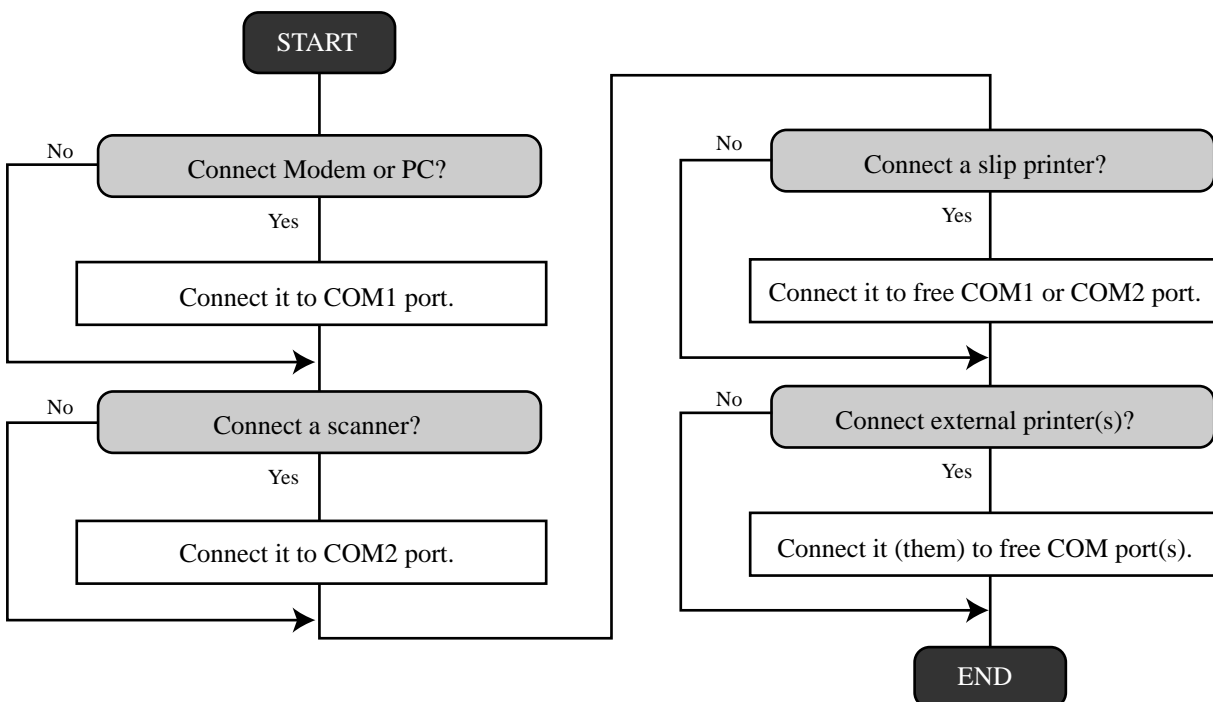 START
No
Connect Modem or PC?
Yes
Connect it to COM1 port.
No
Connect a scanner?
Yes
Connect it to COM2 port.
No
Connect a slip printer?
Yes
Connect it to free COM1 or COM2 port.
No
Connect external printer(s)?
Yes
Connect it (them) to free COM port(s).
END